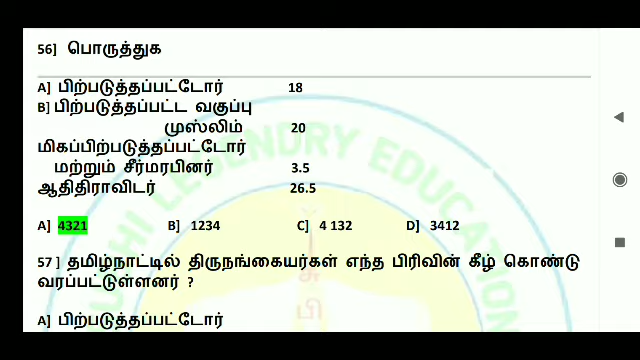 56] பொருத்துக
A] பிற்படுத்தப்பட்டோர் 18
B] பிற்படுத்தப்பட்ட வகுப்பு
முஸ்லிம் 20
மிகப்பிற்படுத்தப்பட்டோர்
மற்றும் சீர்மரபினர் 3.5
ஆதிதிராவிடர் 26.5
A] 4321 B] 1234 C] 4 132 D] 3412
57 ] தமிழ்நாட்டில் திருநங்கையர்கள் எந்த பிரிவின் கீழ் கொண்டு
வரப்பட்டுள்ளனர் ?
A] பிற்படுத்தப்பட்டோர்